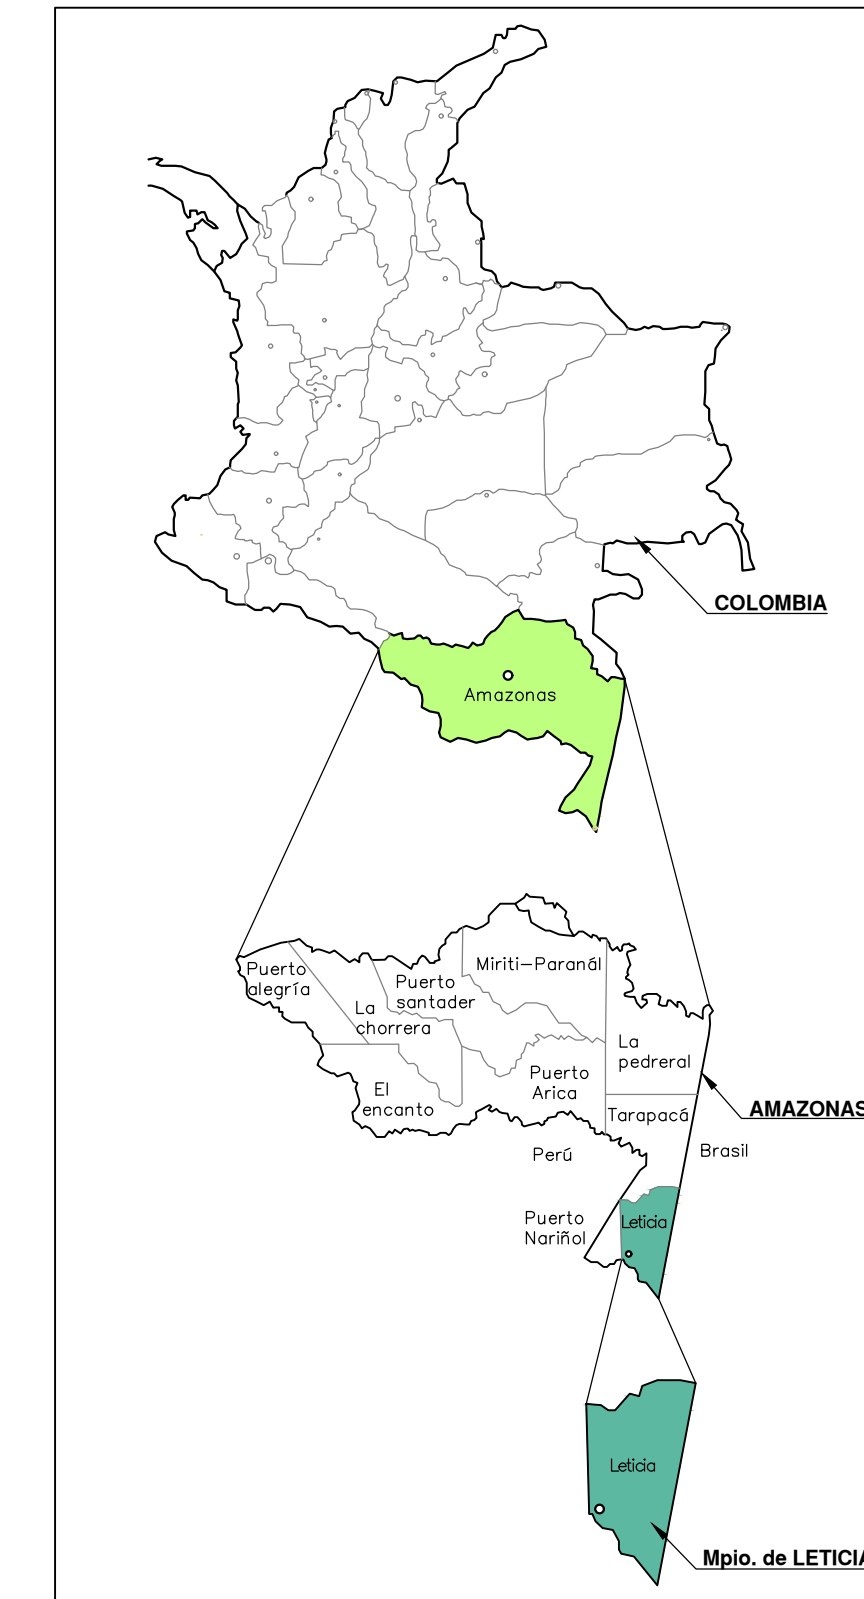 COLOMBIA
Amazonas
Miriti-Paranál
Puerto
alegría
Puerto
santader
La
chorrera
La
pedreral
Puerto
Arica
El
encanto
AMAZONAS
Tarapacá
Perú
Brasil
Puerto
Nariñol
Leticia
Leticia
Mpio. de LETICIA